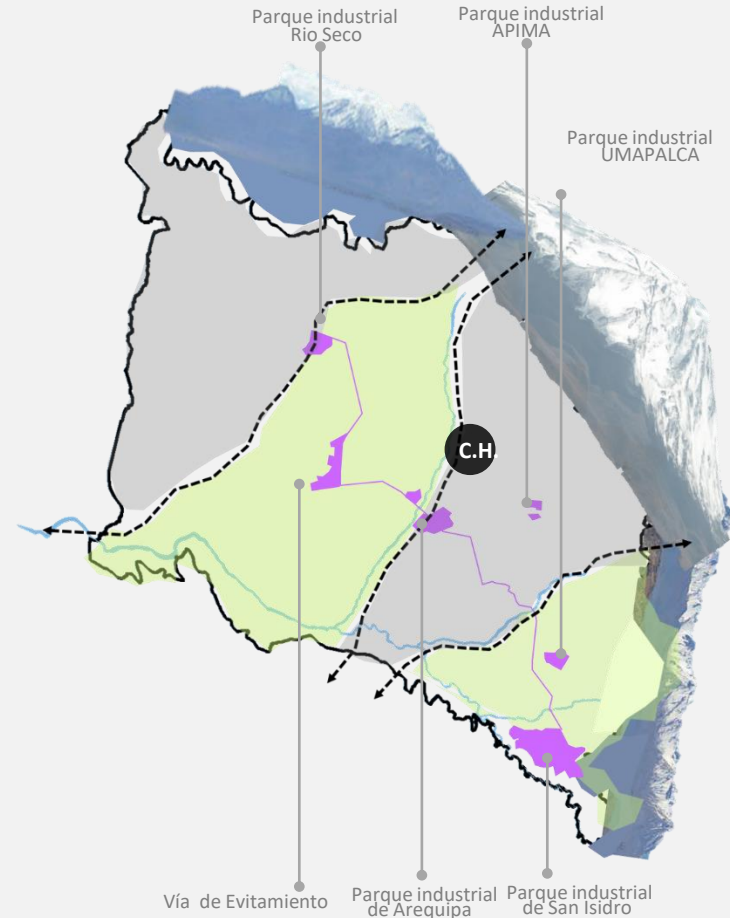 Parque industrial
Rio Seco
Parque industrial
APIMA
Parque industrial
UMAPALCA
C.H.
Vía de Evitamiento
Parque industrial
de Arequipa
Parque industrial
de San Isidro